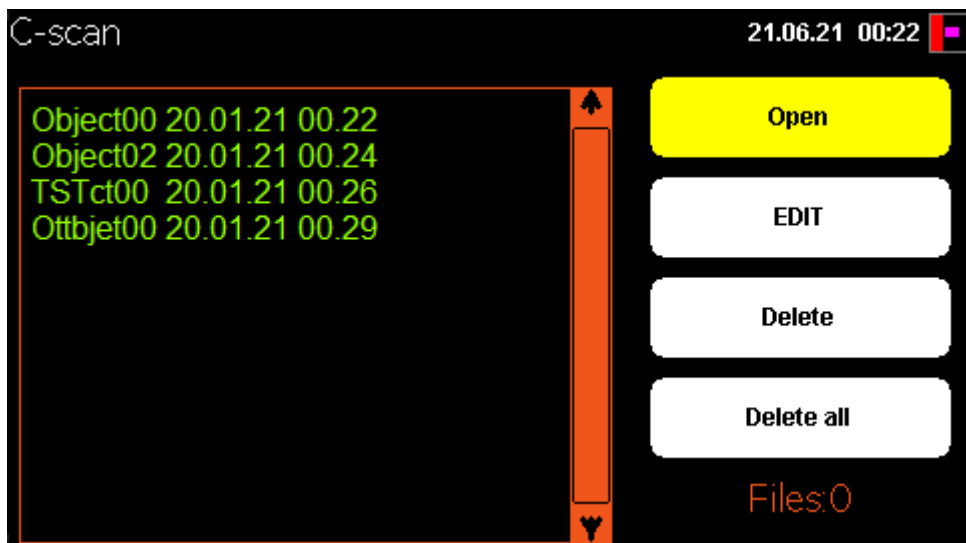 C-scan
21.06.21 00:22
Object00 20.01.21 00.22
Object02 20.01.21 00.24
TSTct00 20.01.21 00.26
Ottbjet00 20.01.21 00.29
Open
EDIT
Delete
Delete all
Files:0